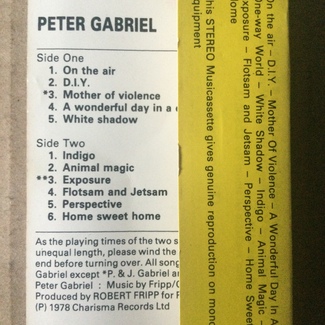 PETER GABRIEL
Side One
1. On the air
2. D.I.Y.
*3. Mother of violence
4. A wonderful day in a
5. White shadow
Side Two
1. Indigo
2. Animal magic
**3. Exposure
4. Flotsam and Jetsam
5. Perspective
6. Home sweet home
As the playing times of the two s
unequal length, please wind the
end before turning over. All song
Gabriel except *P. & J. Gabriel an
Peter Gabriel : Music by Fripp/G
Produced by ROBERT FRIPP for
(P) 1978 Charisma Records Ltd
On the air – D.I.Y. – Mother Of Violence – A Wonderful Day In A
One-way World – White Shadow – Indigo – Animal Magic –
Exposure – Flotsam and Jetsam – Perspective – Home Sweet
Home
his STEREO Musicassette gives genuine reproduction on mono
equipment